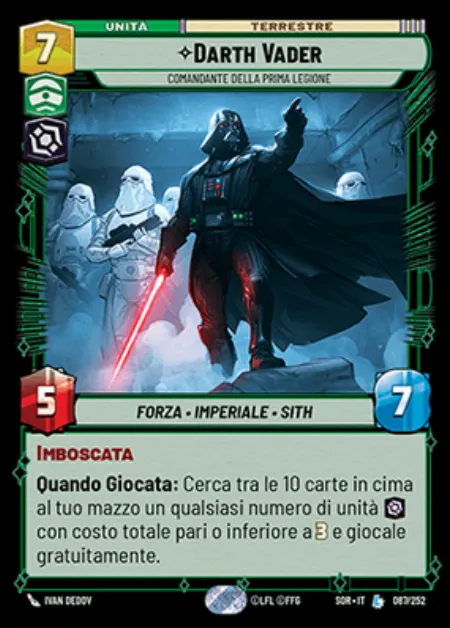 UNITÀ
TERRESTRE
7
DARTH VADER
COMANDANTE DELLA PRIMA LEGIONE
5
FORZA • IMPERIALE • SITH
7
IMBOSCATA
Quando Giocata: Cerca tra le 10 carte in cima
al tuo mazzo un qualsiasi numero di unità
con costo totale pari o inferiore a 3 e giocale
gratuitamente.
IVAN DEDOV
©LFL ©FFG
SOR • IT
L
087/252